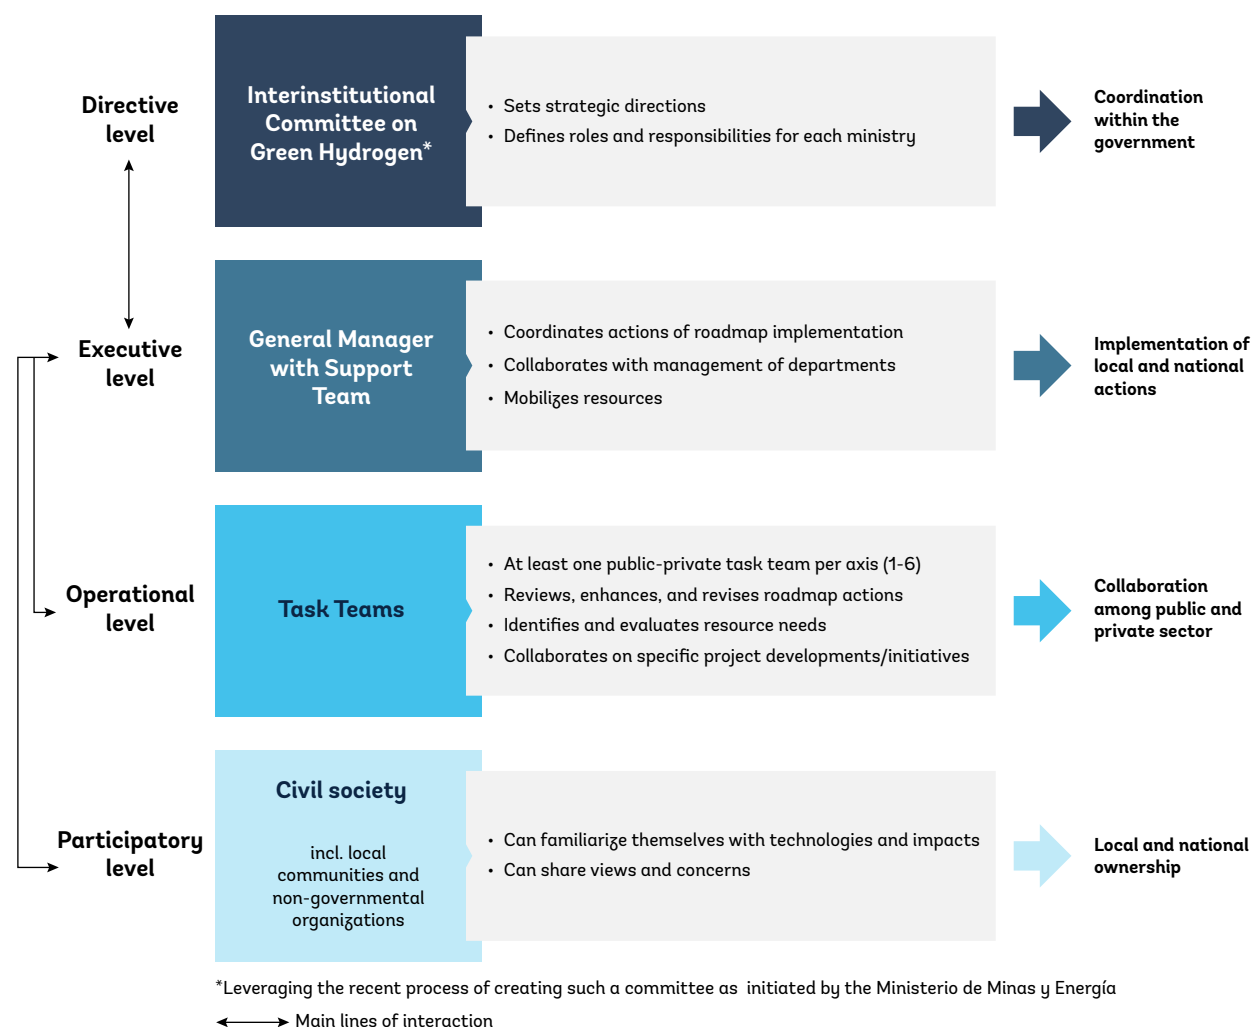 Directive
level
Interinstitutional
Committee on
Green Hydrogen*
• Sets strategic directions
• Defines roles and responsibilities for each ministry
Coordination
within the
government
Executive
level
General Manager
with Support
Team
• Coordinates actions of roadmap implementation
• Collaborates with management of departments
• Mobilizes resources
Implementation of
local and national
actions
Operational
level
Task Teams
• At least one public-private task team per axis (1-6)
• Reviews, enhances, and revises roadmap actions
• Identifies and evaluates resource needs
• Collaborates on specific project developments/initiatives
Collaboration
among public and
private sector
Participatory
level
Civil society
incl. local
communities and
non-governmental
organizations
• Can familiarize themselves with technologies and impacts
• Can share views and concerns
Local and national
ownership
*Leveraging the recent process of creating such a committee as initiated by the Ministerio de Minas y Energía
Main lines of interaction